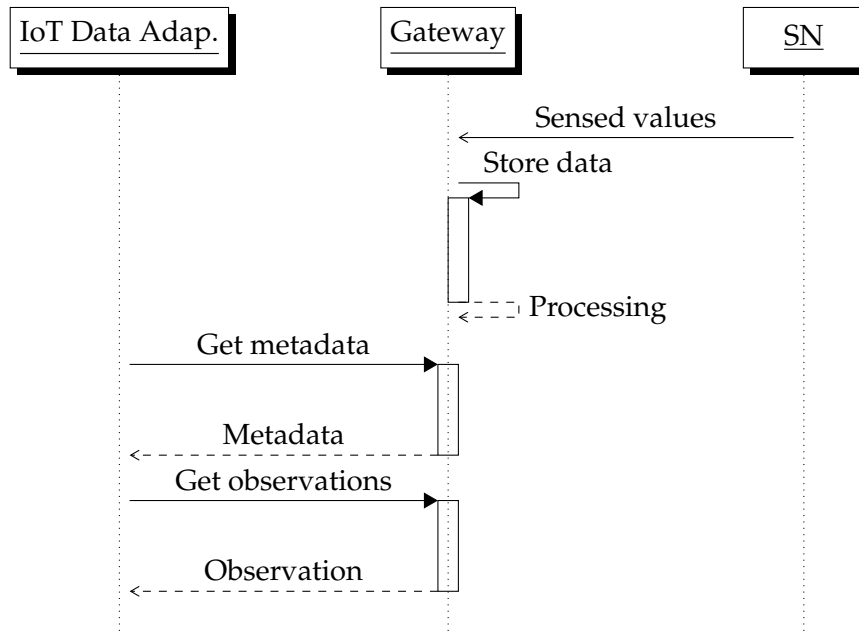 IoT Data Adap.
Gateway
SN
Sensed values
Store data
Processing
Get metadata
Metadata
Get observations
Observation